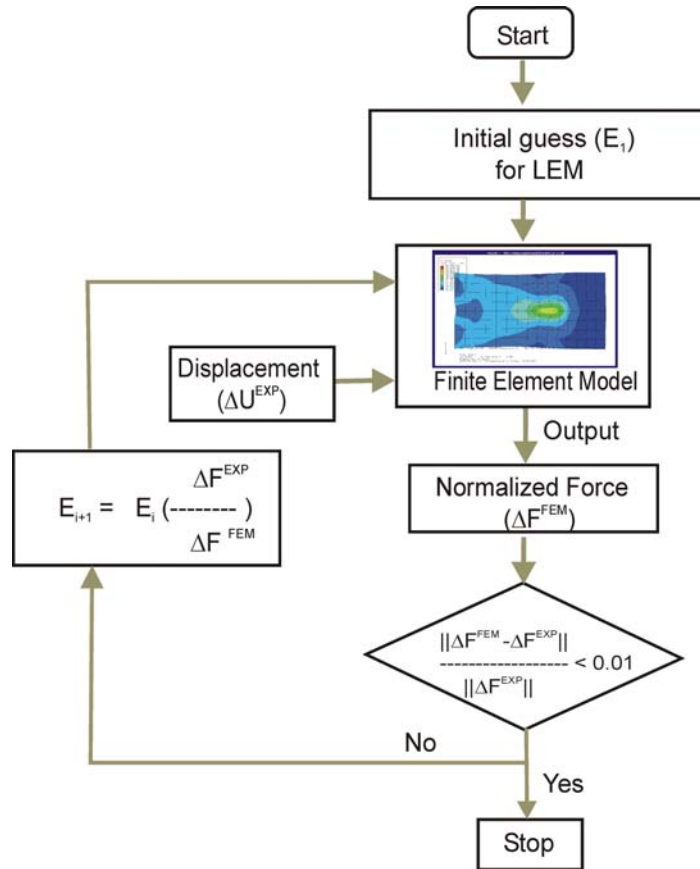 Start
Initial guess (E₁)
for LEM
Finite Element Model
Displacement
(ΔU^EXP)
Output
Normalized Force
(ΔF^FEM)
ΔF^EXP
E_{i+1} = E_i (--------)
ΔF^FEM
||ΔF^FEM -ΔF^EXP||
------------------ < 0.01
||ΔF^EXP||
No
Yes
Stop